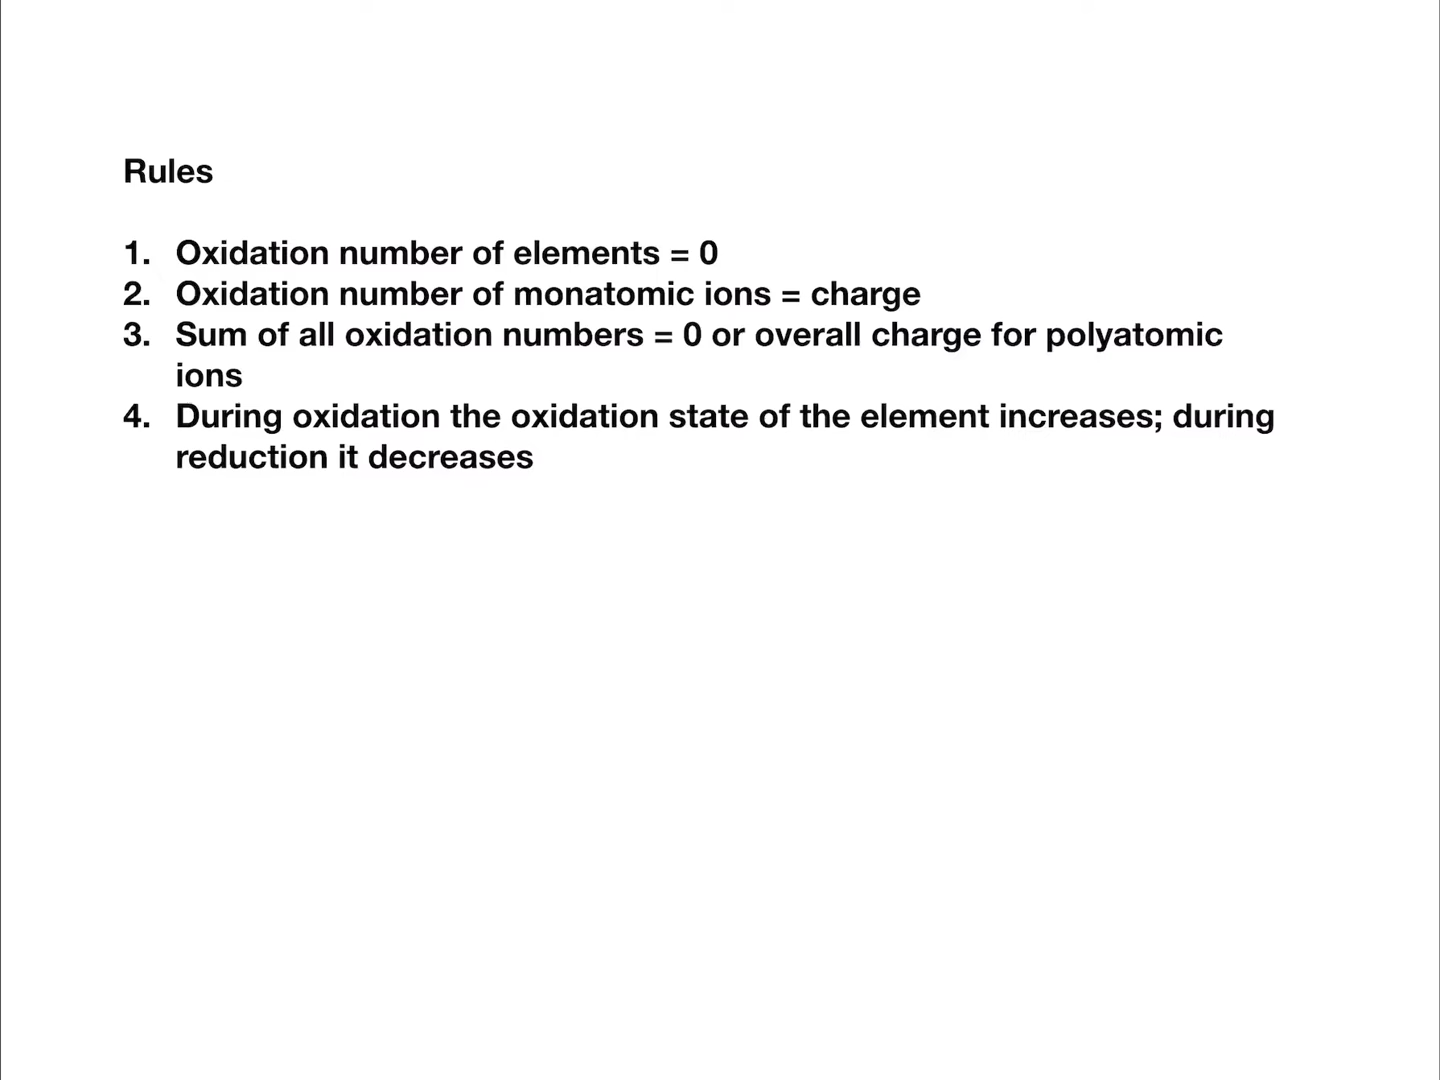 Rules
1. Oxidation number of elements = 0
2. Oxidation number of monatomic ions = charge
3. Sum of all oxidation numbers = 0 or overall charge for polyatomic
ions
4. During oxidation the oxidation state of the element increases; during
reduction it decreases